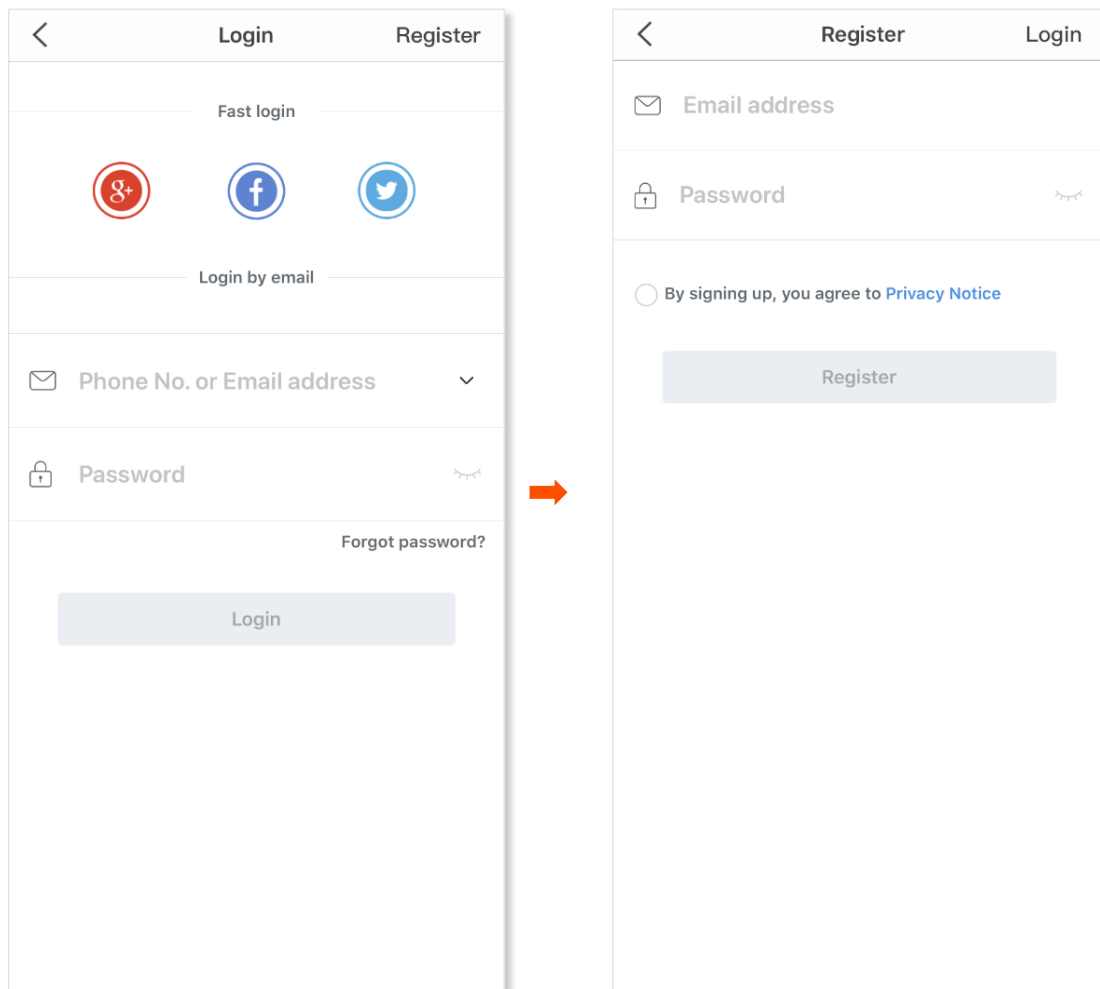 Login Register
Fast login
g+ f
Login by email
Phone No. or Email address
Password
Forgot password?
Login
Register Login
Email address
Password
By signing up, you agree to Privacy Notice
Register